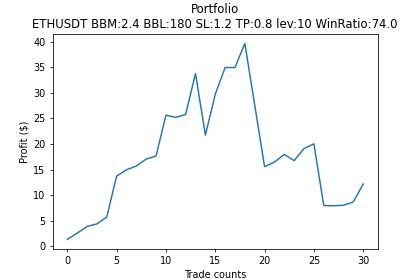 Portfolio
ETHUSDT BBM:2.4 BBL:180 SL:1.2 TP:0.8 lev:10 WinRatio:74.0
40
35
30
25
20
15
10
5
0
Profit ($)
0 5 10 15 20 25 30
Trade counts